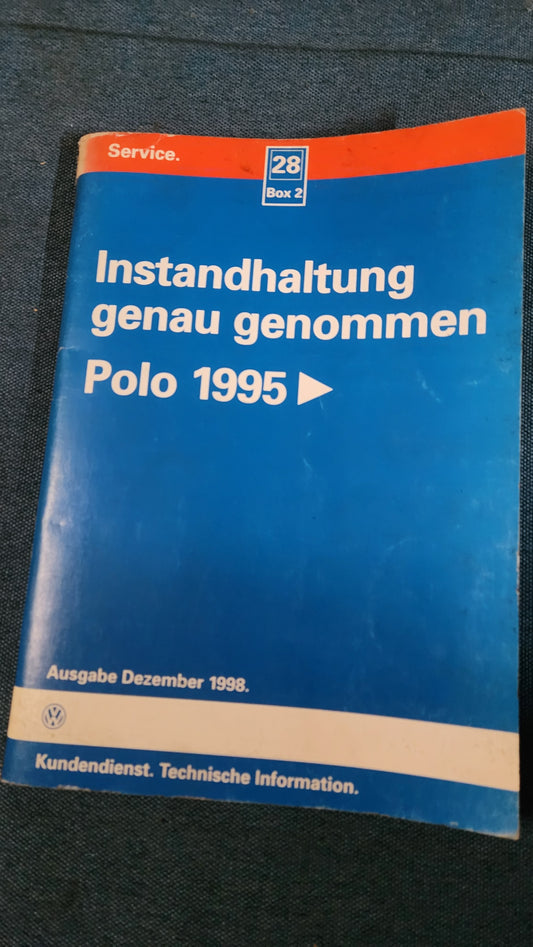 Service.
28
Box 2
Instandhaltung
genau genommen
Polo 1995 ▶
Ausgabe Dezember 1998.
Kundendienst. Technische Information.